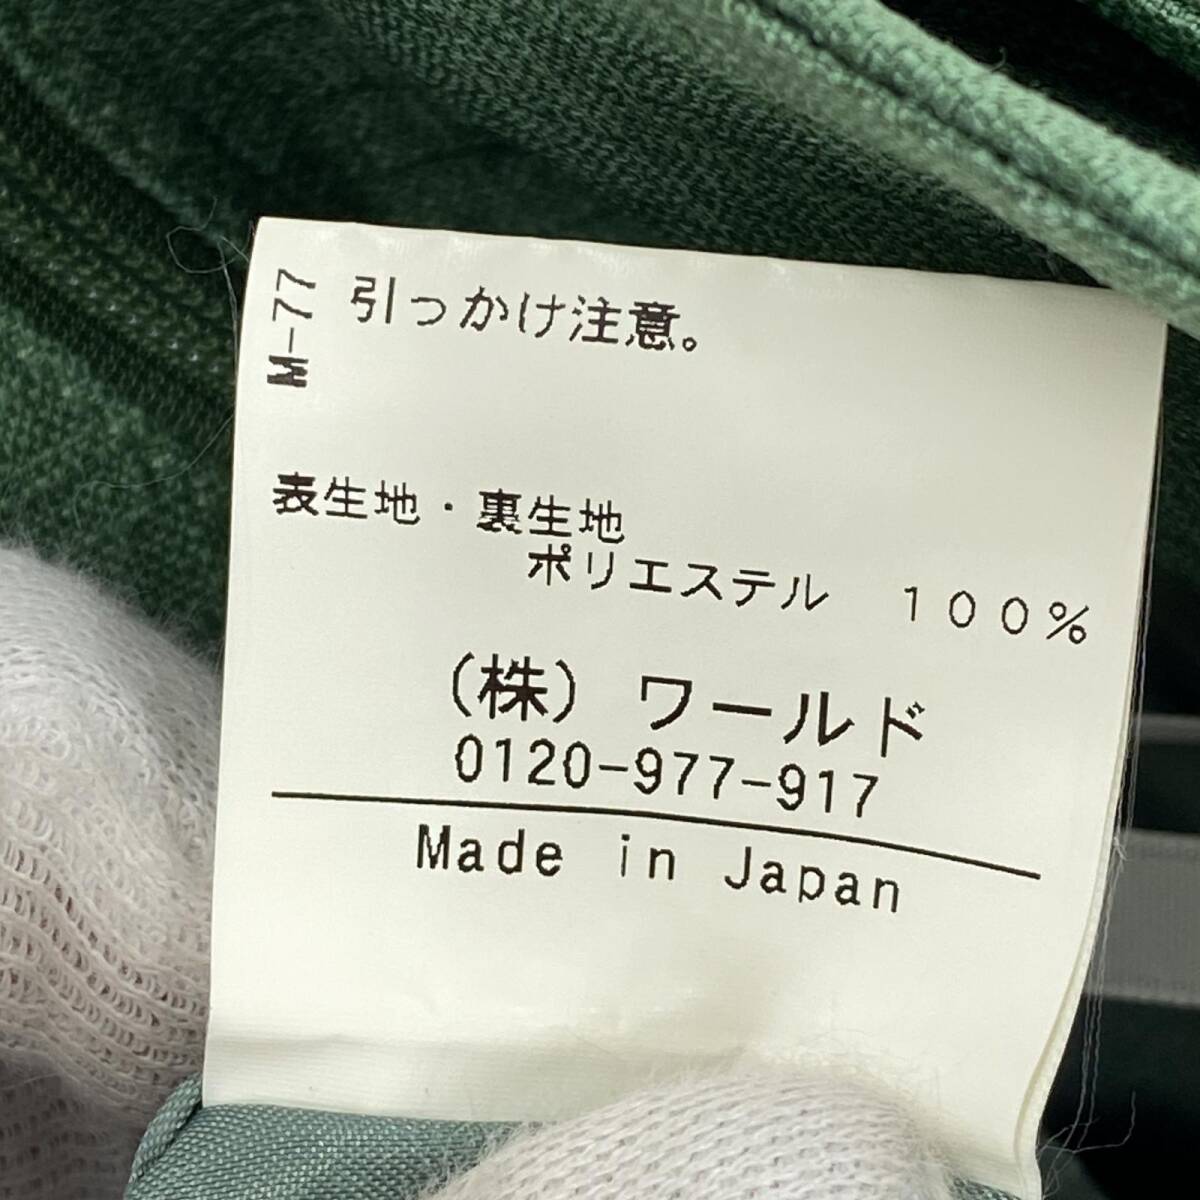 M-77
引っかけ注意。
表生地・裏生地
ポリエステル　１００％
（株）ワールド
0120-977-917
Made in Japan